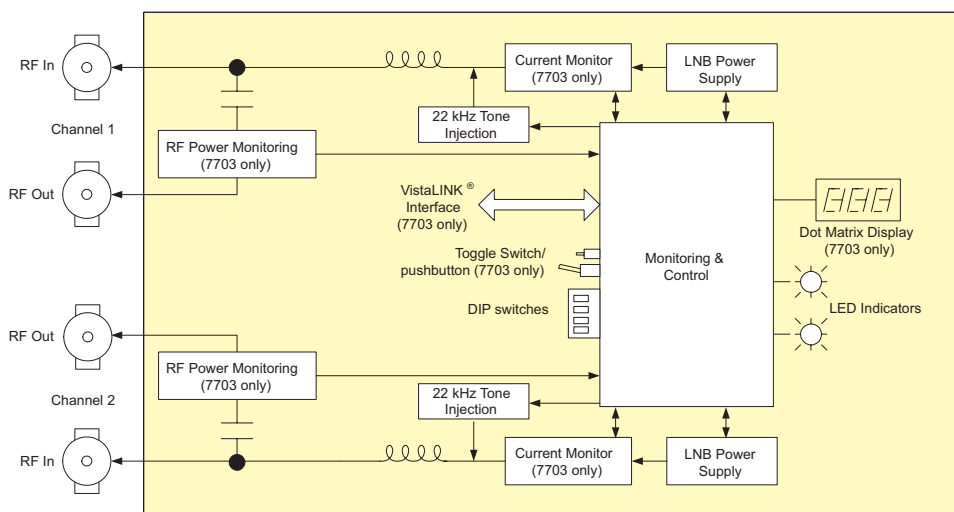 RF In
Channel 1
RF Out
RF Power Monitoring
(7703 only)
22 kHz Tone
Injection
Current Monitor
(7703 only)
LNB Power
Supply
VistaLINK ®
Interface
(7703 only)
Toggle Switch/
pushbutton (7703 only)
DIP switches
Monitoring &
Control
Dot Matrix Display
(7703 only)
LED Indicators
RF Out
Channel 2
RF In
RF Power Monitoring
(7703 only)
22 kHz Tone
Injection
Current Monitor
(7703 only)
LNB Power
Supply